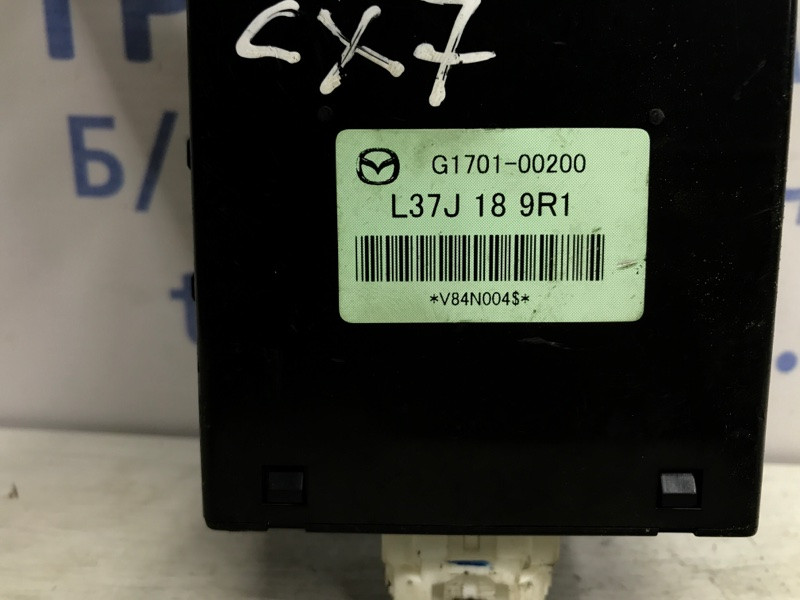 CX7
Б/
G1701-00200
L37J 18 9R1
*V84N004$*